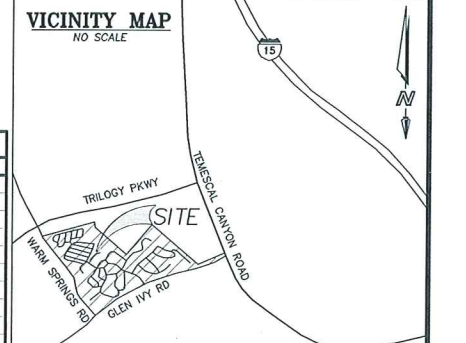 VICINITY MAP
NO SCALE
15
N
TEMESCAL CANYON ROAD
TRILOGY PKWY
SITE
WARM SPRINGS RD
GLEN IVY RD